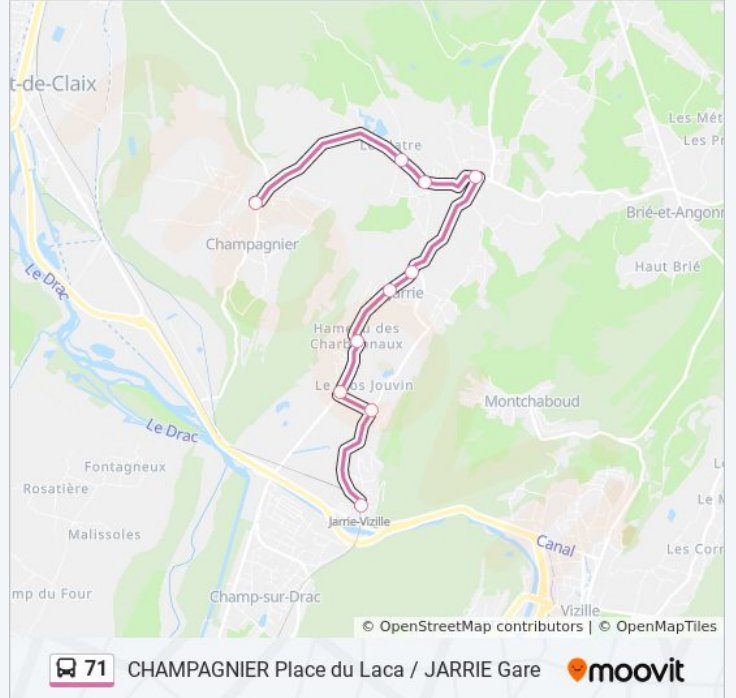 t-de-Claix
Les Mét
Les Pr
Brié-et-Angonn
Champagnier
Haut Brié
Le Drac
Hameau des
Charbonnaux
Le Clos Jouvin
Montchaboud
Le Drac
Fontagneux
Rosatière
Jarrie-Vizille
Malissoles
Canal
Les Corr
mp du Four
Champ-sur-Drac
Vizille
© OpenStreetMap contributors | © OpenMapTiles
71 CHAMPAGNIER Place du Laca / JARRIE Gare moovit